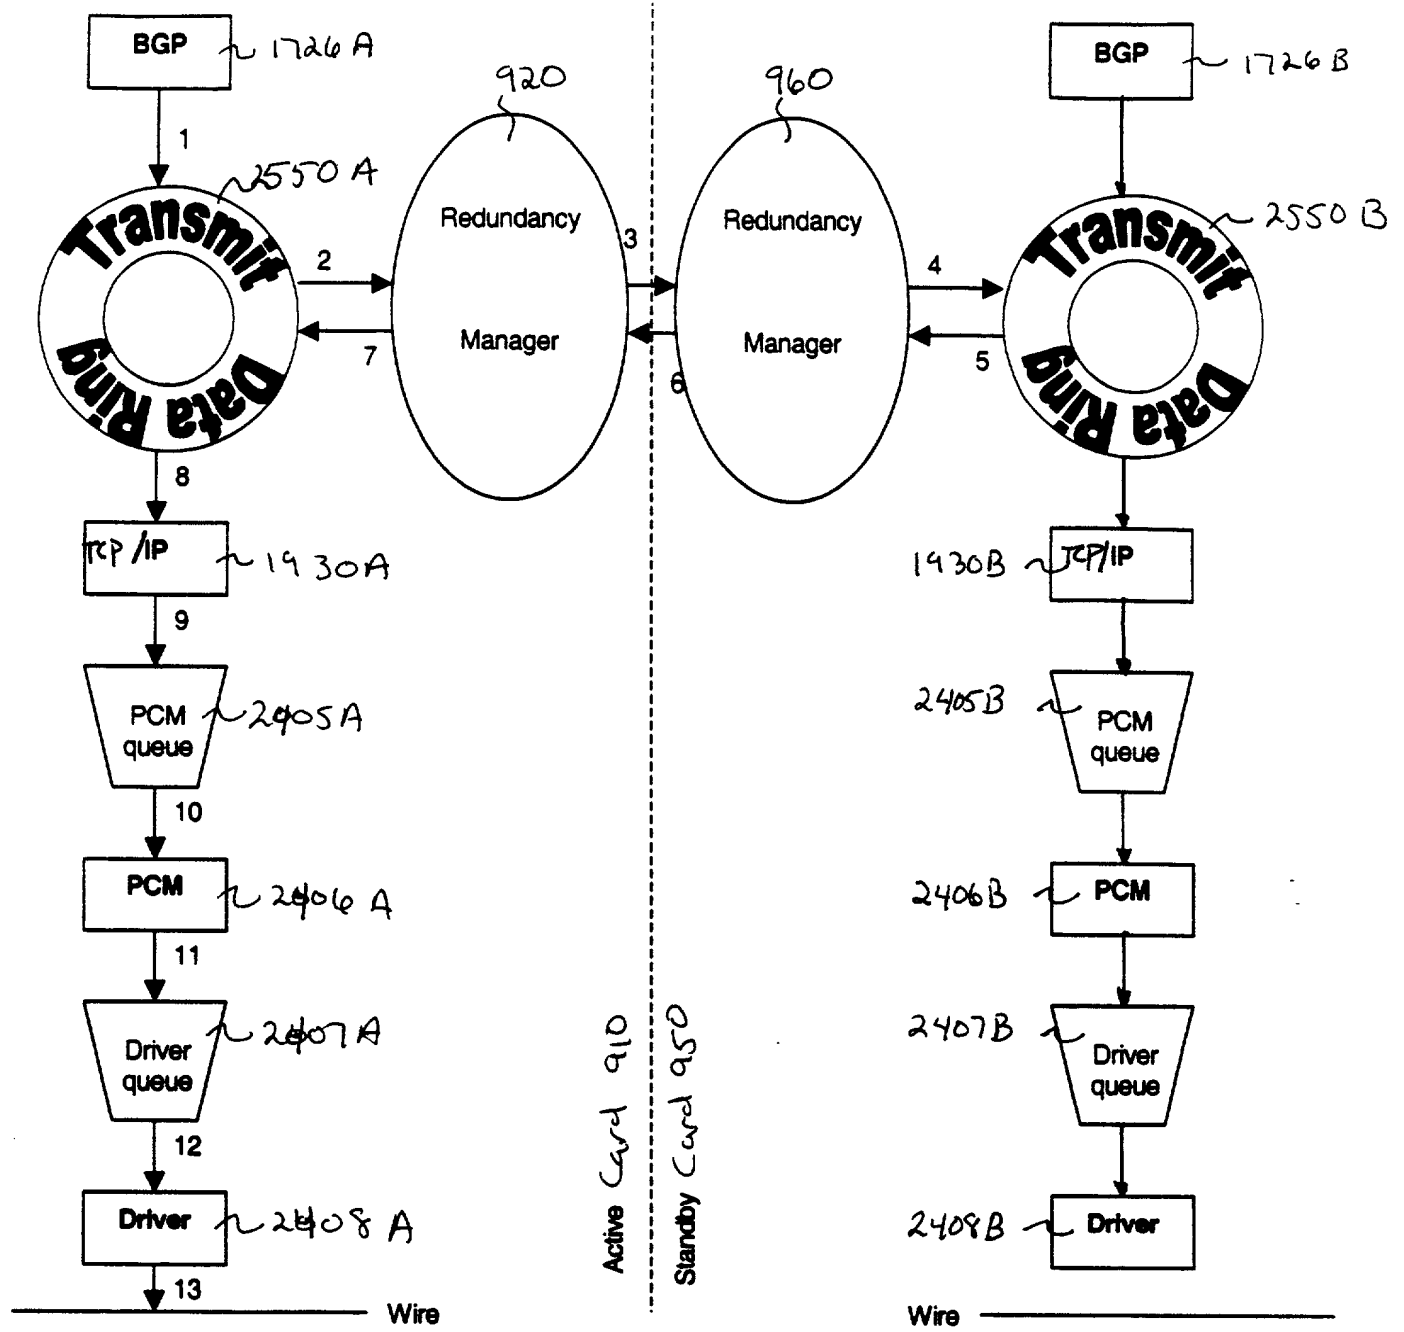 BGP
1726A
1
2550A
Transmit
Data Ring
2
7
920
Redundancy
Manager
3
6
960
Redundancy
Manager
4
5
BGP
1726B
2550B
Transmit
Data Ring
8
TCP/IP
1930A
9
PCM
queue
2405A
10
PCM
2406A
11
Driver
queue
2407A
12
Driver
2408A
13
Wire
Active Card 910
Standby Card 950
1930B
TCP/IP
2405B
PCM
queue
2406B
PCM
2407B
Driver
queue
2408B
Driver
Wire